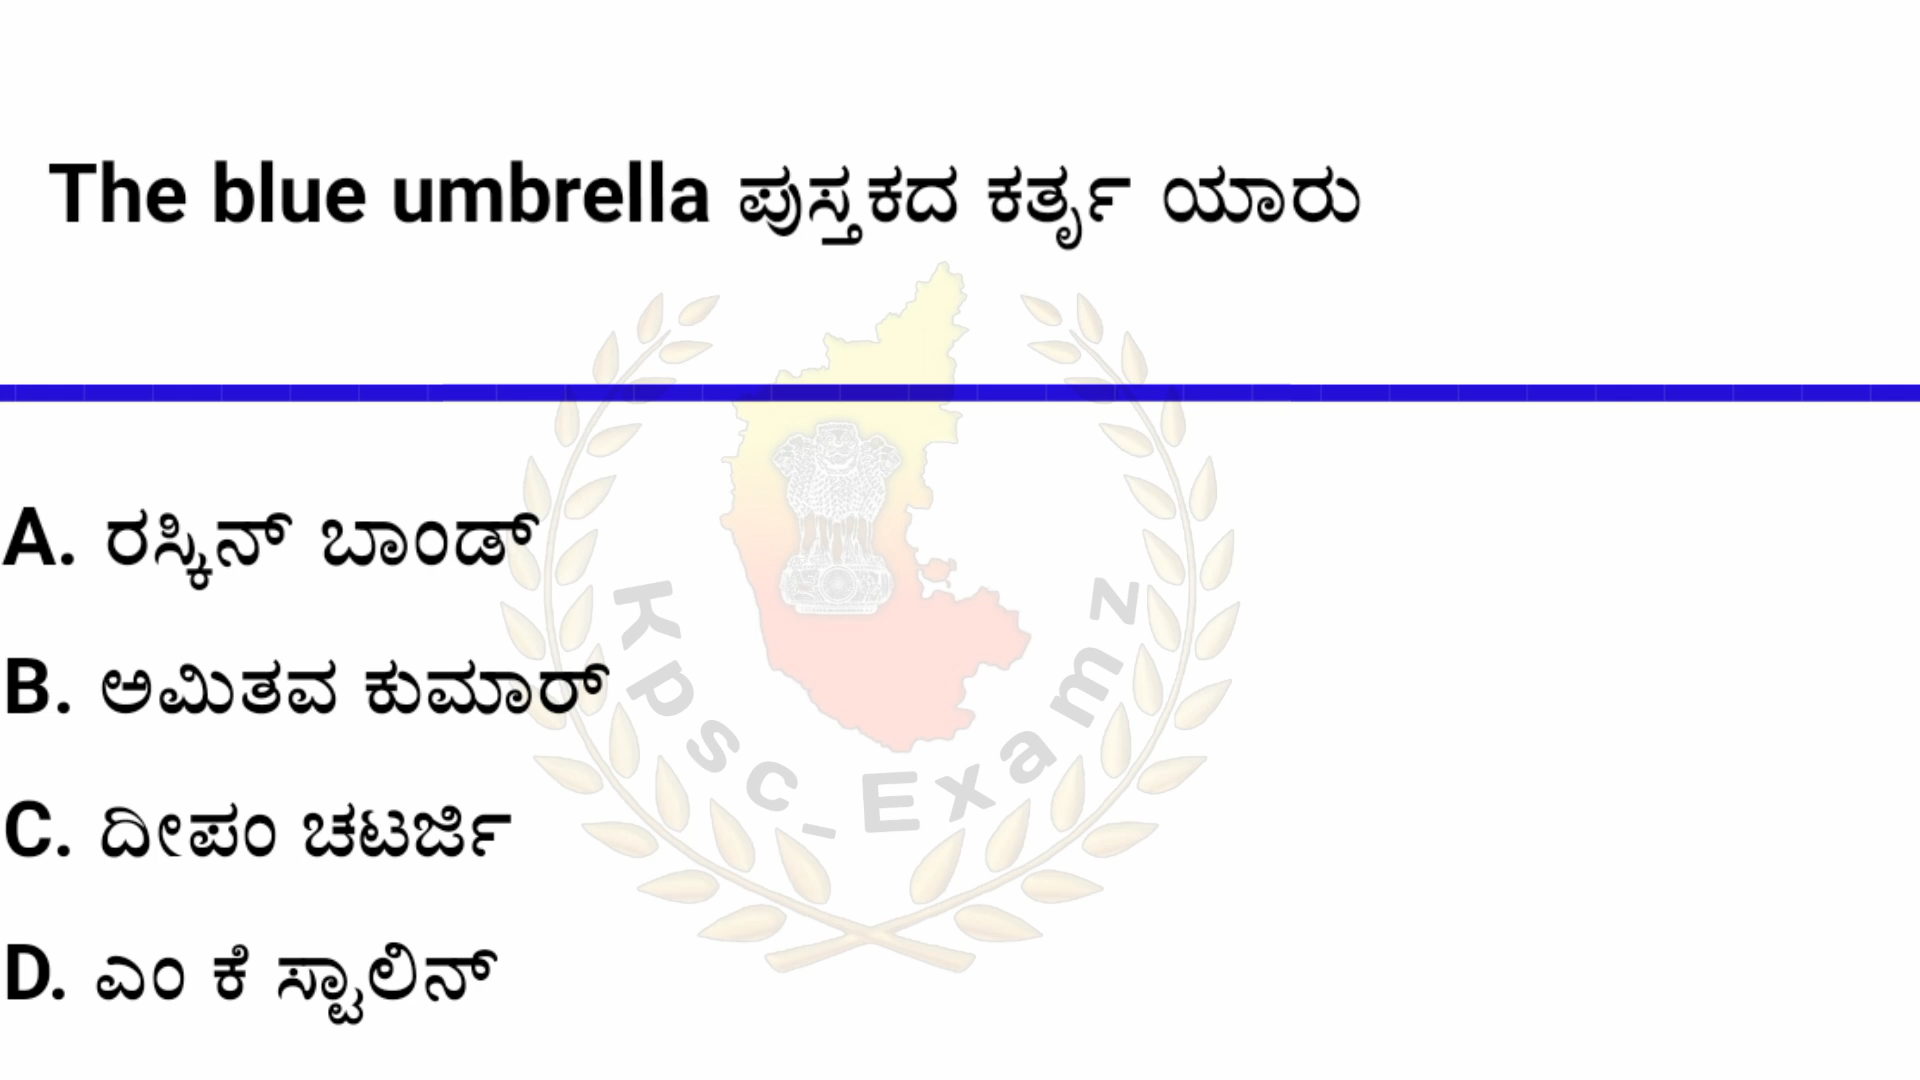 The blue umbrella ಪುಸ್ತಕದ ಕರ್ತೃ ಯಾರು
A. ರಸ್ಕಿನ್ ಬಾಂಡ್
B. ಅಮಿತವ ಕುಮಾರ್
C. ದೀಪಂ ಚಟರ್ಜಿ
D. ಎಂ ಕೆ ಸ್ಟಾಲಿನ್
Kpsc_Examz